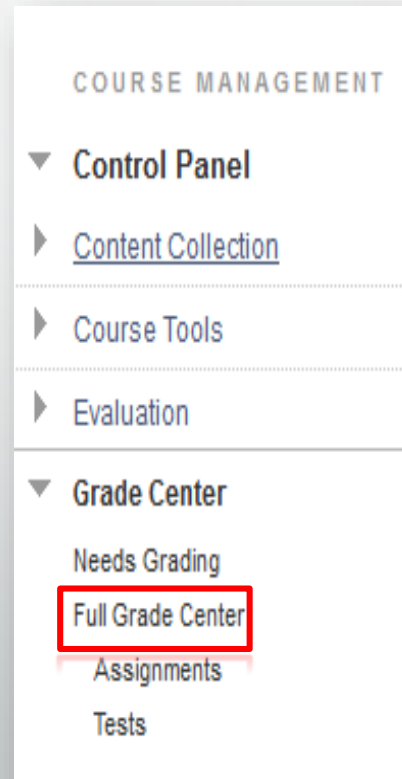 COURSE MANAGEMENT
Control Panel
Content Collection
Course Tools
Evaluation
Grade Center
Needs Grading
Full Grade Center
Assignments
Tests